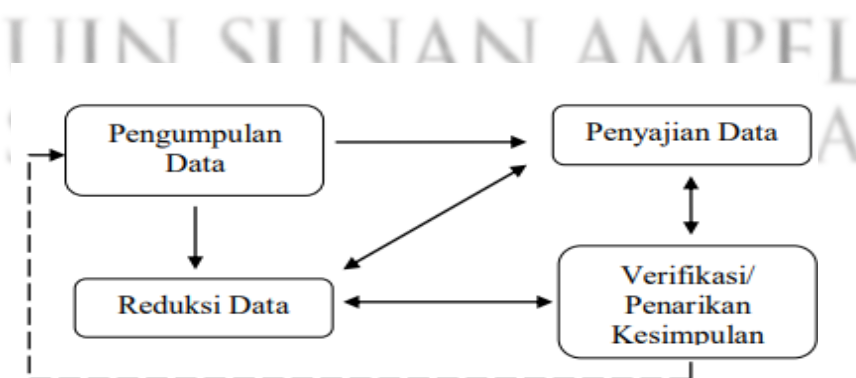 UIN SUNAN AMPEL
Pengumpulan
Data
Penyajian Data
Reduksi Data
Verifikasi/
Penarikan
Kesimpulan